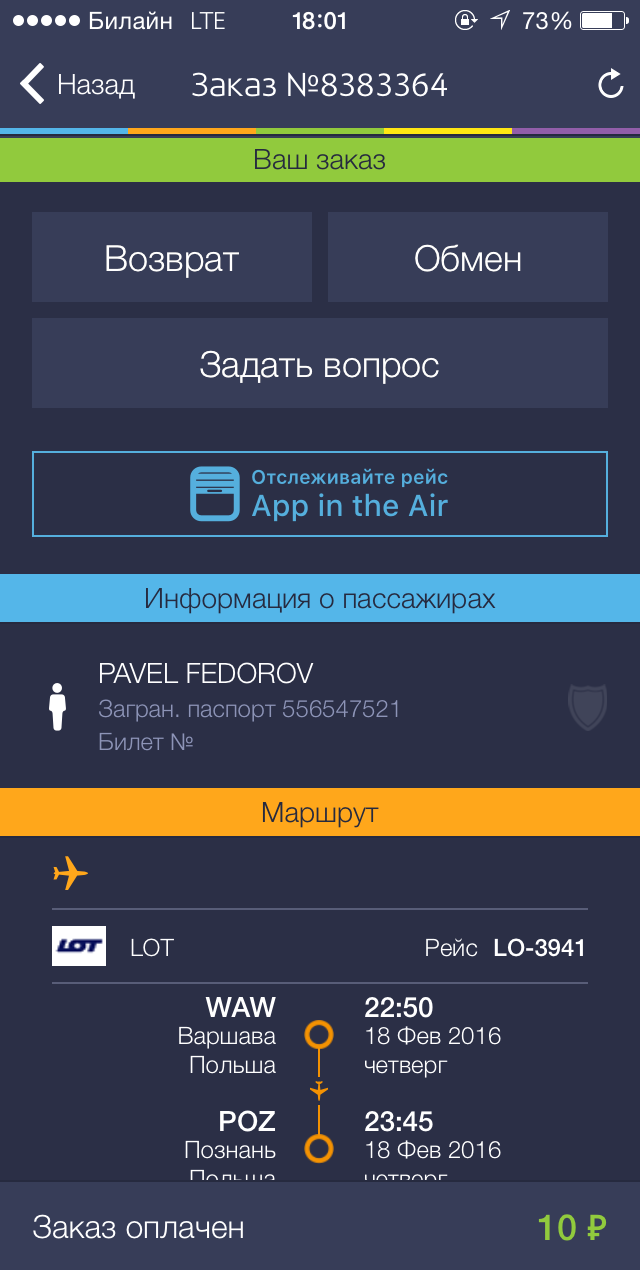 Билайн LTE 18:01 73%
Назад Заказ №8383364
Ваш заказ
Возврат Обмен
Задать вопрос
Отслеживайте рейс
App in the Air
Информация о пассажирах
PAVEL FEDOROV
Загран. паспорт 556547521
Билет №
Маршрут
LOT LOT Рейс LO-3941
WAW 22:50
Варшава 18 Фев 2016
Польша четверг
POZ 23:45
Познань 18 Фев 2016
Польша четверг
Заказ оплачен 10 ₽